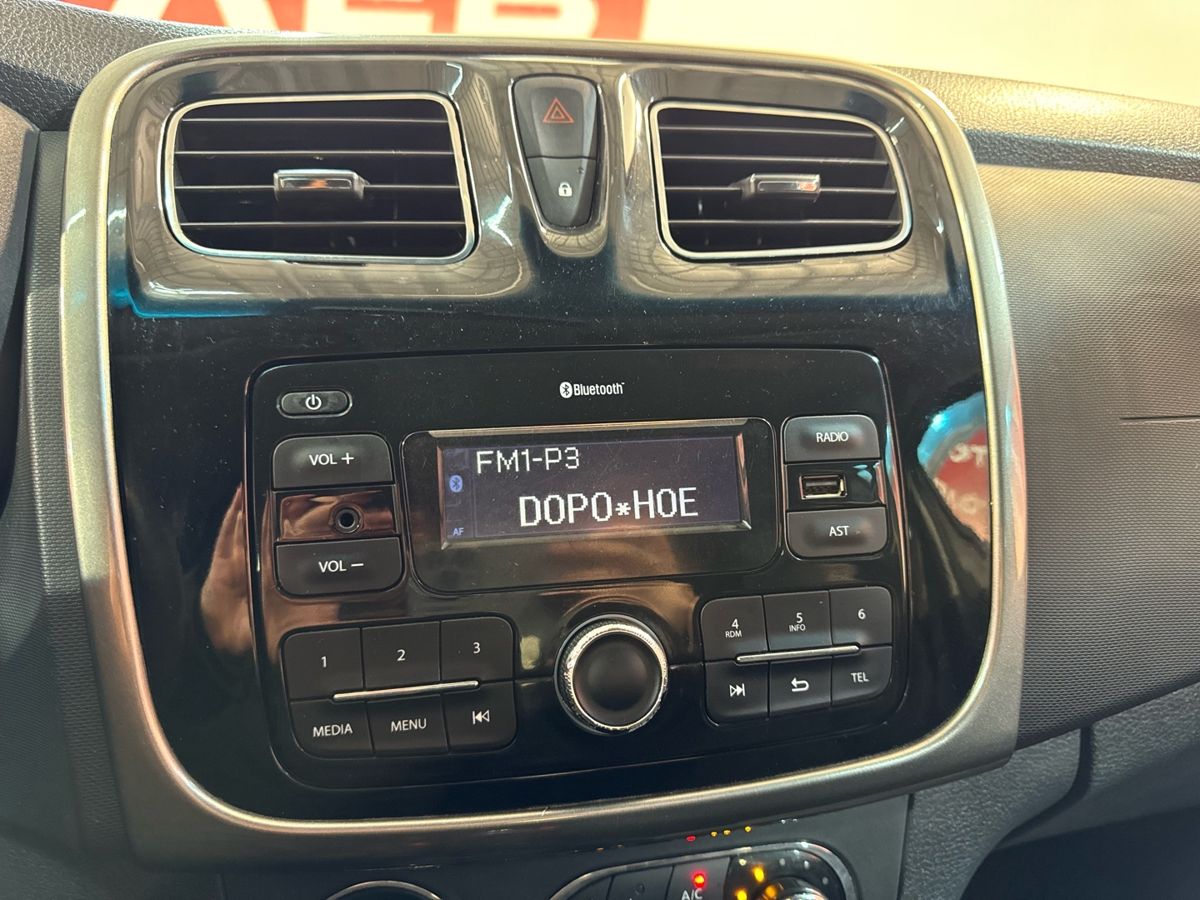 Bluetooth
VOL +
RADIO
FM1-P3
DOPO*HOE
AF
VOL −
AST
1
2
3
4
RDM
5
INFO
6
MEDIA
MENU
TEL
A/C